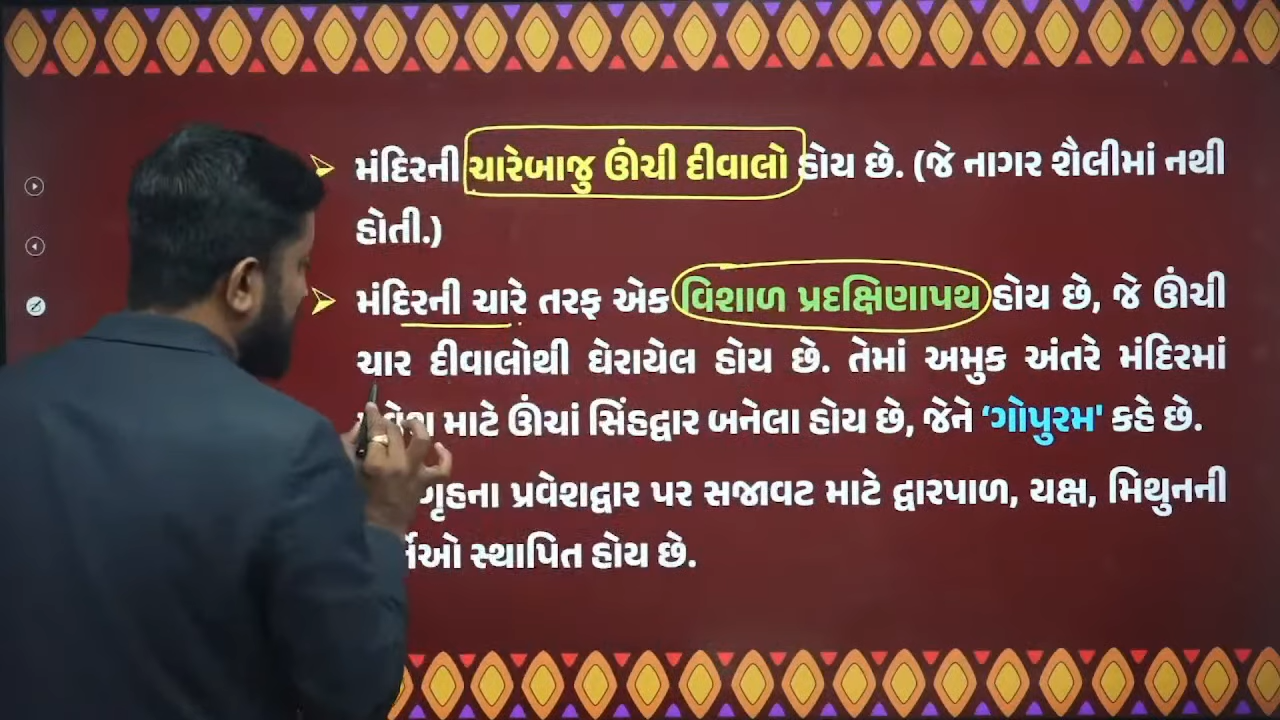 મંદિરની ચારેબાજુ ઊંચી દીવાલો હોય છે. (જે નાગર શૈલીમાં નથી
હોતી.)
મંદિરની ચારે તરફ એક વિશાળ પ્રદક્ષિણાપથ હોય છે, જે ઊંચી
ચાર દીવાલોથી ઘેરાયેલ હોય છે. તેમાં અમુક અંતરે મંદિરમાં
માટે ઊંચાં સિંહદ્વાર બનેલા હોય છે, જેને ‘ગોપુરમ' કહે છે.
પ્રવેશદ્વાર પર સજાવટ માટે દ્વારપાળ, યક્ષ, મિથુનની
સ્થાપિત હોય છે.